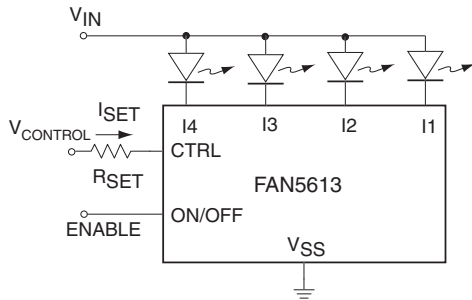 VIN
I4 I3 I2 I1
ISET
VCONTROL
CTRL
RSET
FAN5613
ON/OFF
ENABLE
VSS